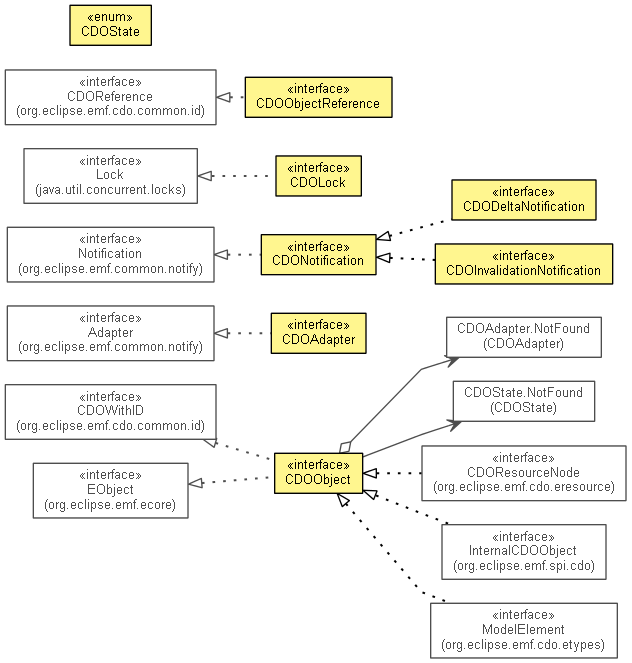 «enum»
CDOState
«interface»
CDOReference
(org.eclipse.emf.cdo.common.id)
«interface»
CDOObjectReference
«interface»
Lock
(java.util.concurrent.locks)
«interface»
CDOLock
«interface»
CDODeltaNotification
«interface»
Notification
(org.eclipse.emf.common.notify)
«interface»
CDONotification
«interface»
CDOInvalidationNotification
«interface»
Adapter
(org.eclipse.emf.common.notify)
«interface»
CDOAdapter
CDOAdapter.NotFound
(CDOAdapter)
«interface»
CDOWithID
(org.eclipse.emf.cdo.common.id)
CDOState.NotFound
(CDOState)
«interface»
EObject
(org.eclipse.emf.ecore)
«interface»
CDOObject
«interface»
CDOResourceNode
(org.eclipse.emf.cdo.eresource)
«interface»
InternalCDOObject
(org.eclipse.emf.spi.cdo)
«interface»
ModelElement
(org.eclipse.emf.cdo.etypes)